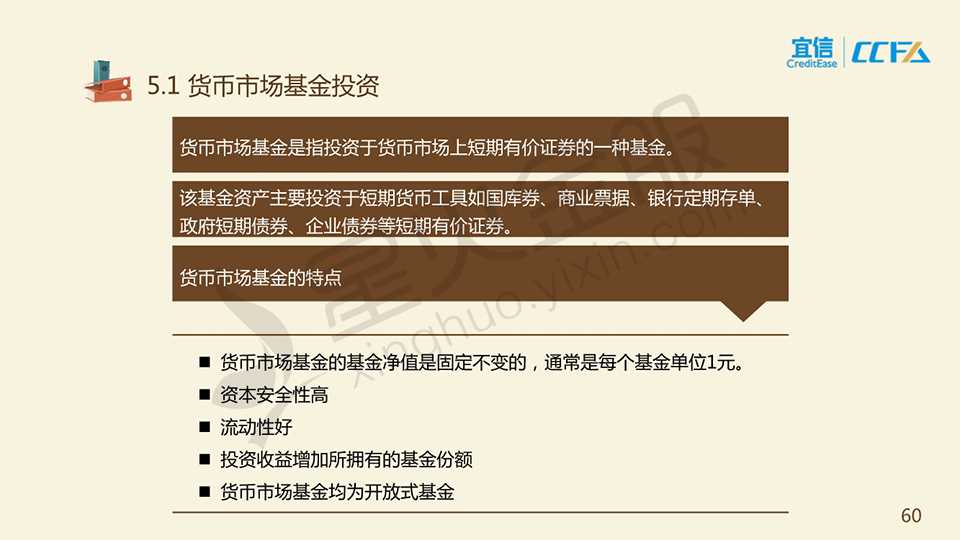 宜信
CreditEase
CCFA
5.1 货币市场基金投资
货币市场基金是指投资于货币市场上短期有价证券的一种基金。
该基金资产主要投资于短期货币工具如国库券、商业票据、银行定期存单、
政府短期债券、企业债券等短期有价证券。
货币市场基金的特点
■ 货币市场基金的基金净值是固定不变的，通常是每个基金单位1元。
■ 资本安全性高
■ 流动性好
■ 投资收益增加所拥有的基金份额
■ 货币市场基金均为开放式基金
星火金服
xinghuo.yixin.com
60